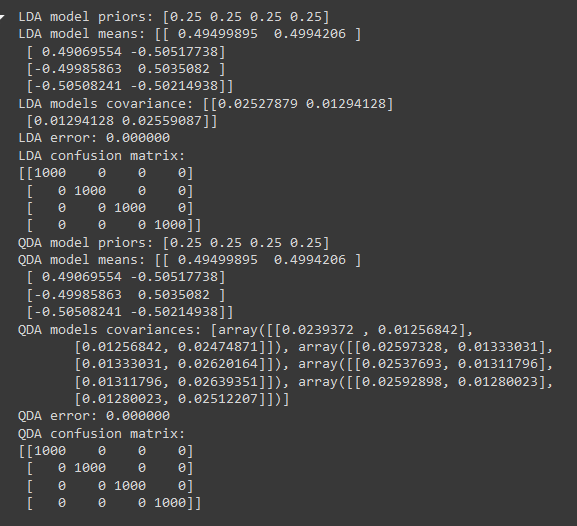 LDA model priors: [0.25 0.25 0.25 0.25]
LDA model means: [[ 0.49499895  0.4994206 ]
 [ 0.49069554 -0.50517738]
 [-0.49985863  0.5035082 ]
 [-0.50508241 -0.50214938]]
LDA models covariance: [[0.02527879 0.01294128]
 [0.01294128 0.02559087]]
LDA error: 0.000000
LDA confusion matrix:
[[1000    0    0    0]
 [   0 1000    0    0]
 [   0    0 1000    0]
 [   0    0    0 1000]]
QDA model priors: [0.25 0.25 0.25 0.25]
QDA model means: [[ 0.49499895  0.4994206 ]
 [ 0.49069554 -0.50517738]
 [-0.49985863  0.5035082 ]
 [-0.50508241 -0.50214938]]
QDA models covariances: [array([[0.0239372 , 0.01256842],
       [0.01256842, 0.02474871]]), array([[0.02597328, 0.01333031],
       [0.01333031, 0.02620164]]), array([[0.02537693, 0.01311796],
       [0.01311796, 0.02639351]]), array([[0.02592898, 0.01280023],
       [0.01280023, 0.02512207]])]
QDA error: 0.000000
QDA confusion matrix:
[[1000    0    0    0]
 [   0 1000    0    0]
 [   0    0 1000    0]
 [   0    0    0 1000]]